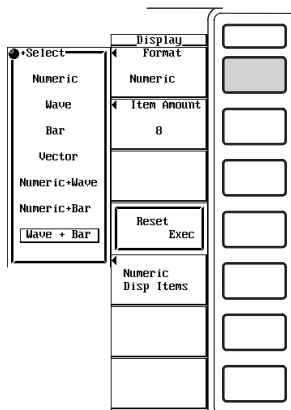 Select
Numeric
Wave
Bar
Vector
Numeric+Wave
Numeric+Bar
Wave + Bar
Display
Format
Numeric
Item Amount
8
Reset
Exec
Numeric
Disp Items